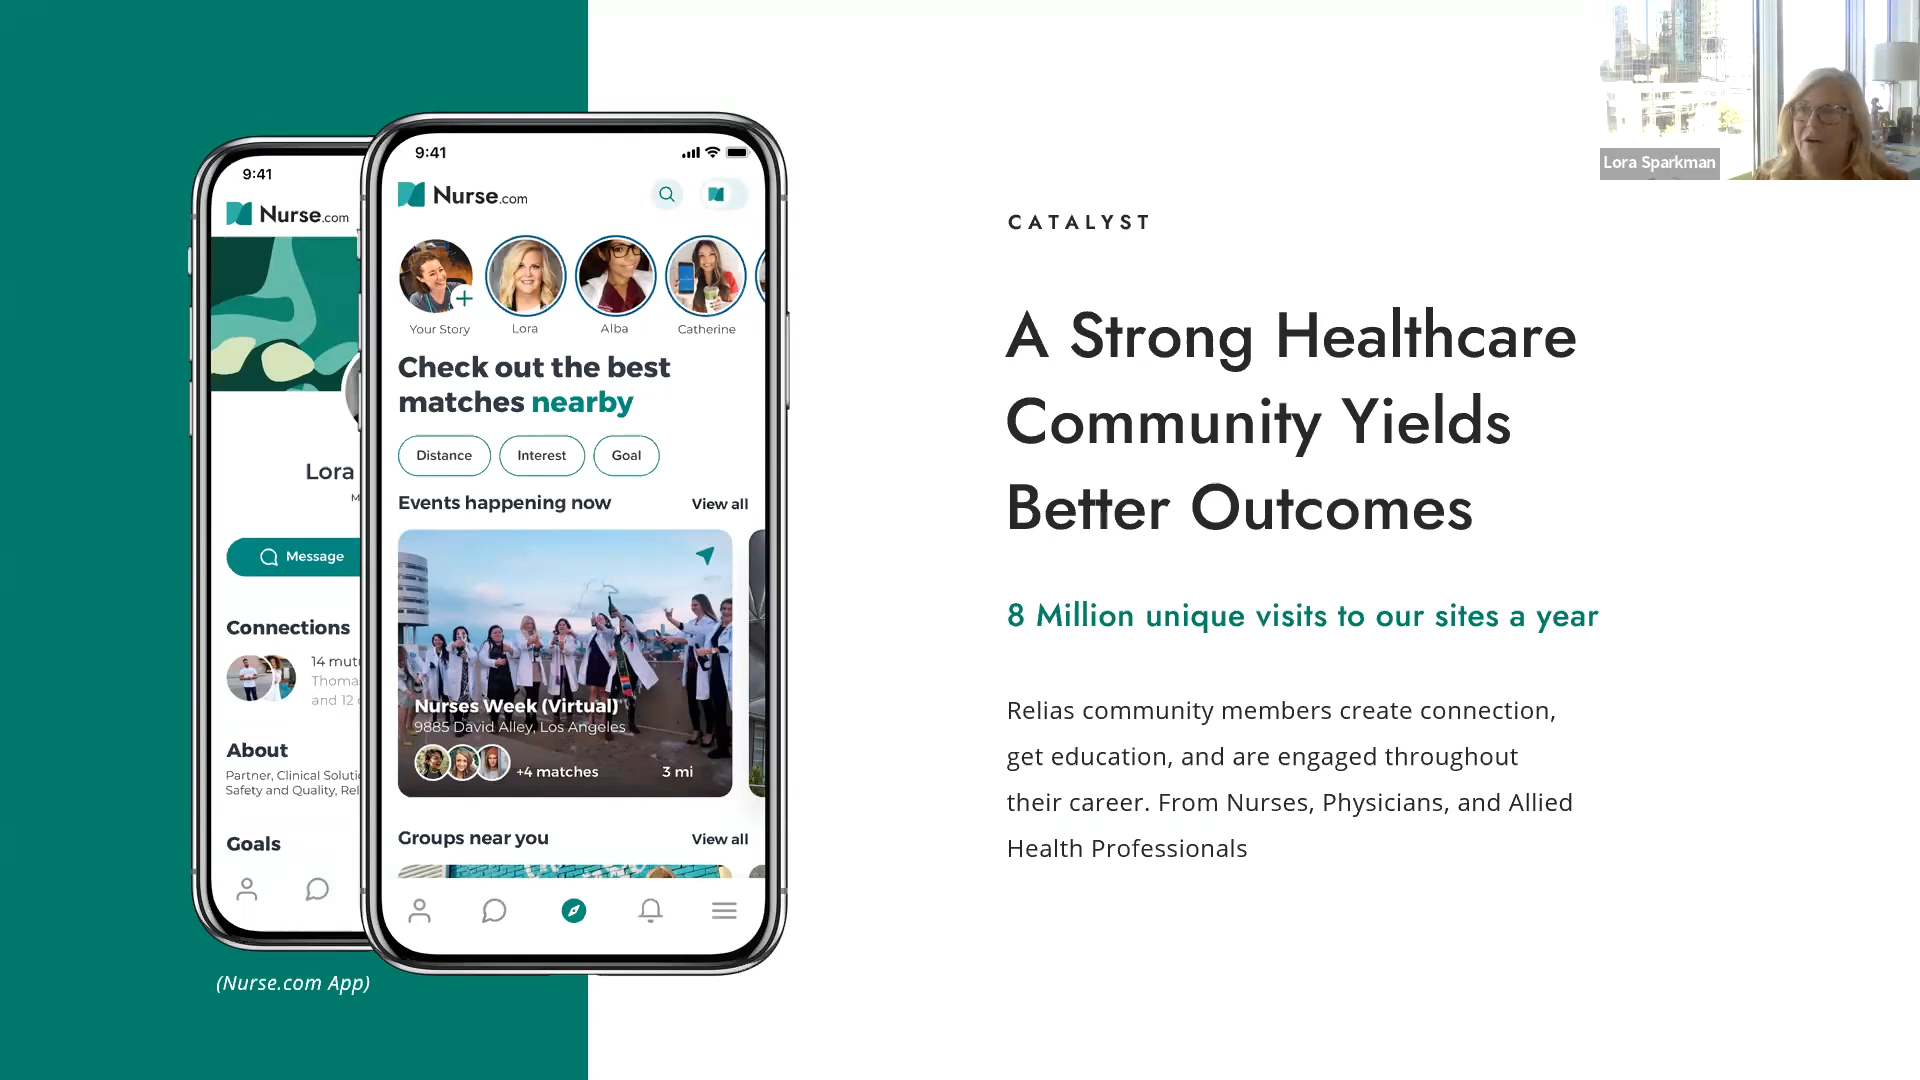 9:41
Nurse.com
Lora
M
Message
Connections
14 mutu
Thoma
and 12
About
Partner, Clinical Soluti
Safety and Quality, Rel
Goals
(Nurse.com App)
9:41
Nurse.com
Your Story
Lora
Alba
Catherine
Check out the best
matches nearby
Distance
Interest
Goal
Events happening now
View all
Nurses Week (Virtual)
9885 David Alley, Los Angeles
+4 matches
3 mi
Groups near you
View all
Lora Sparkman
CATALYST
A Strong Healthcare
Community Yields
Better Outcomes
8 Million unique visits to our sites a year
Relias community members create connection,
get education, and are engaged throughout
their career. From Nurses, Physicians, and Allied
Health Professionals